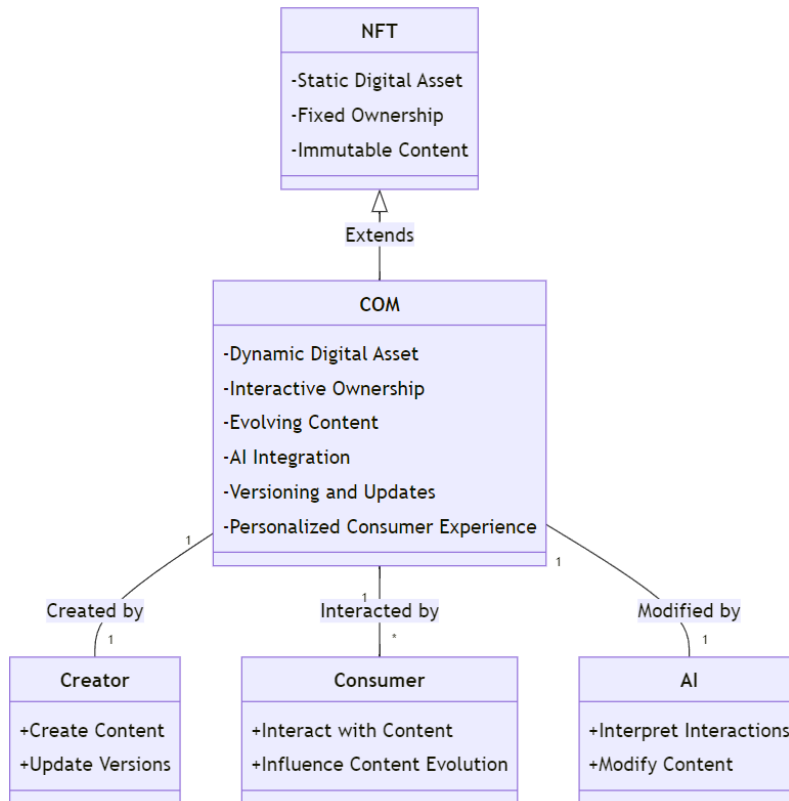 NFT
-Static Digital Asset
-Fixed Ownership
-Immutable Content
Extends
COM
-Dynamic Digital Asset
-Interactive Ownership
-Evolving Content
-AI Integration
-Versioning and Updates
-Personalized Consumer Experience
1
1
1
Created by
Interacted by
Modified by
1
*
1
Creator
+Create Content
+Update Versions
Consumer
+Interact with Content
+Influence Content Evolution
AI
+Interpret Interactions
+Modify Content